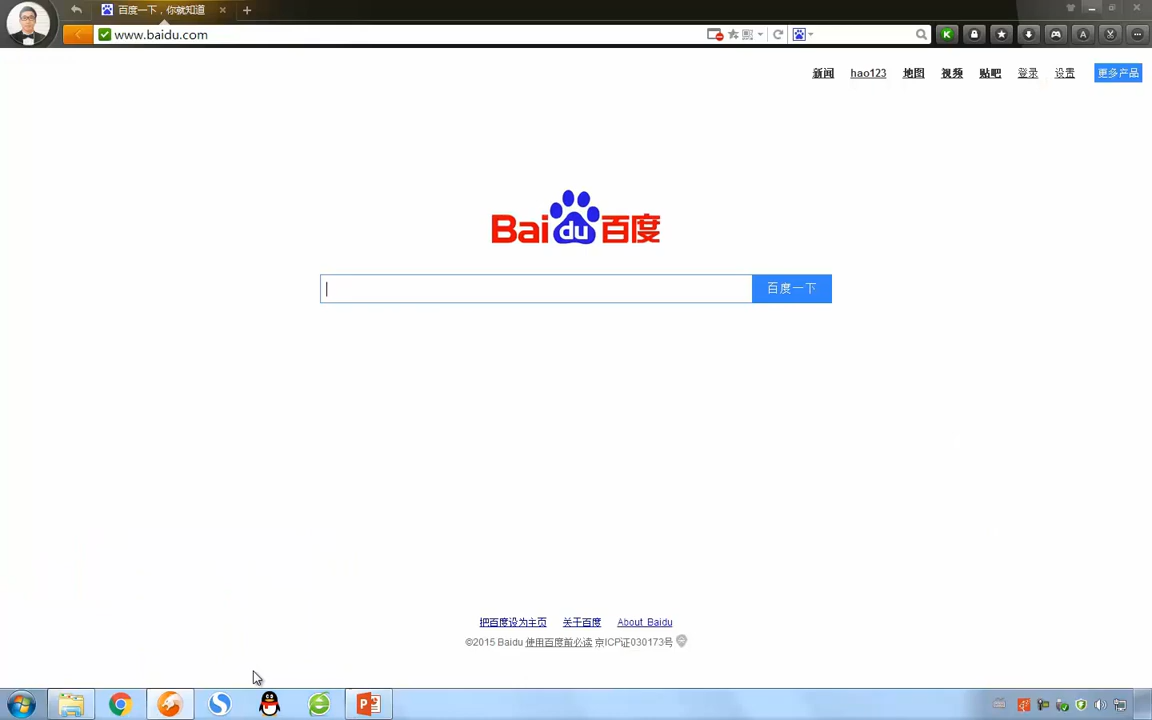 百度一下，你就知道
www.baidu.com
K
A
新闻 hao123 地图 视频 贴吧 登录 设置 更多产品
Baidu百度
百度一下
把百度设为主页 关于百度 About Baidu
©2015 Baidu 使用百度前必读 京ICP证030173号